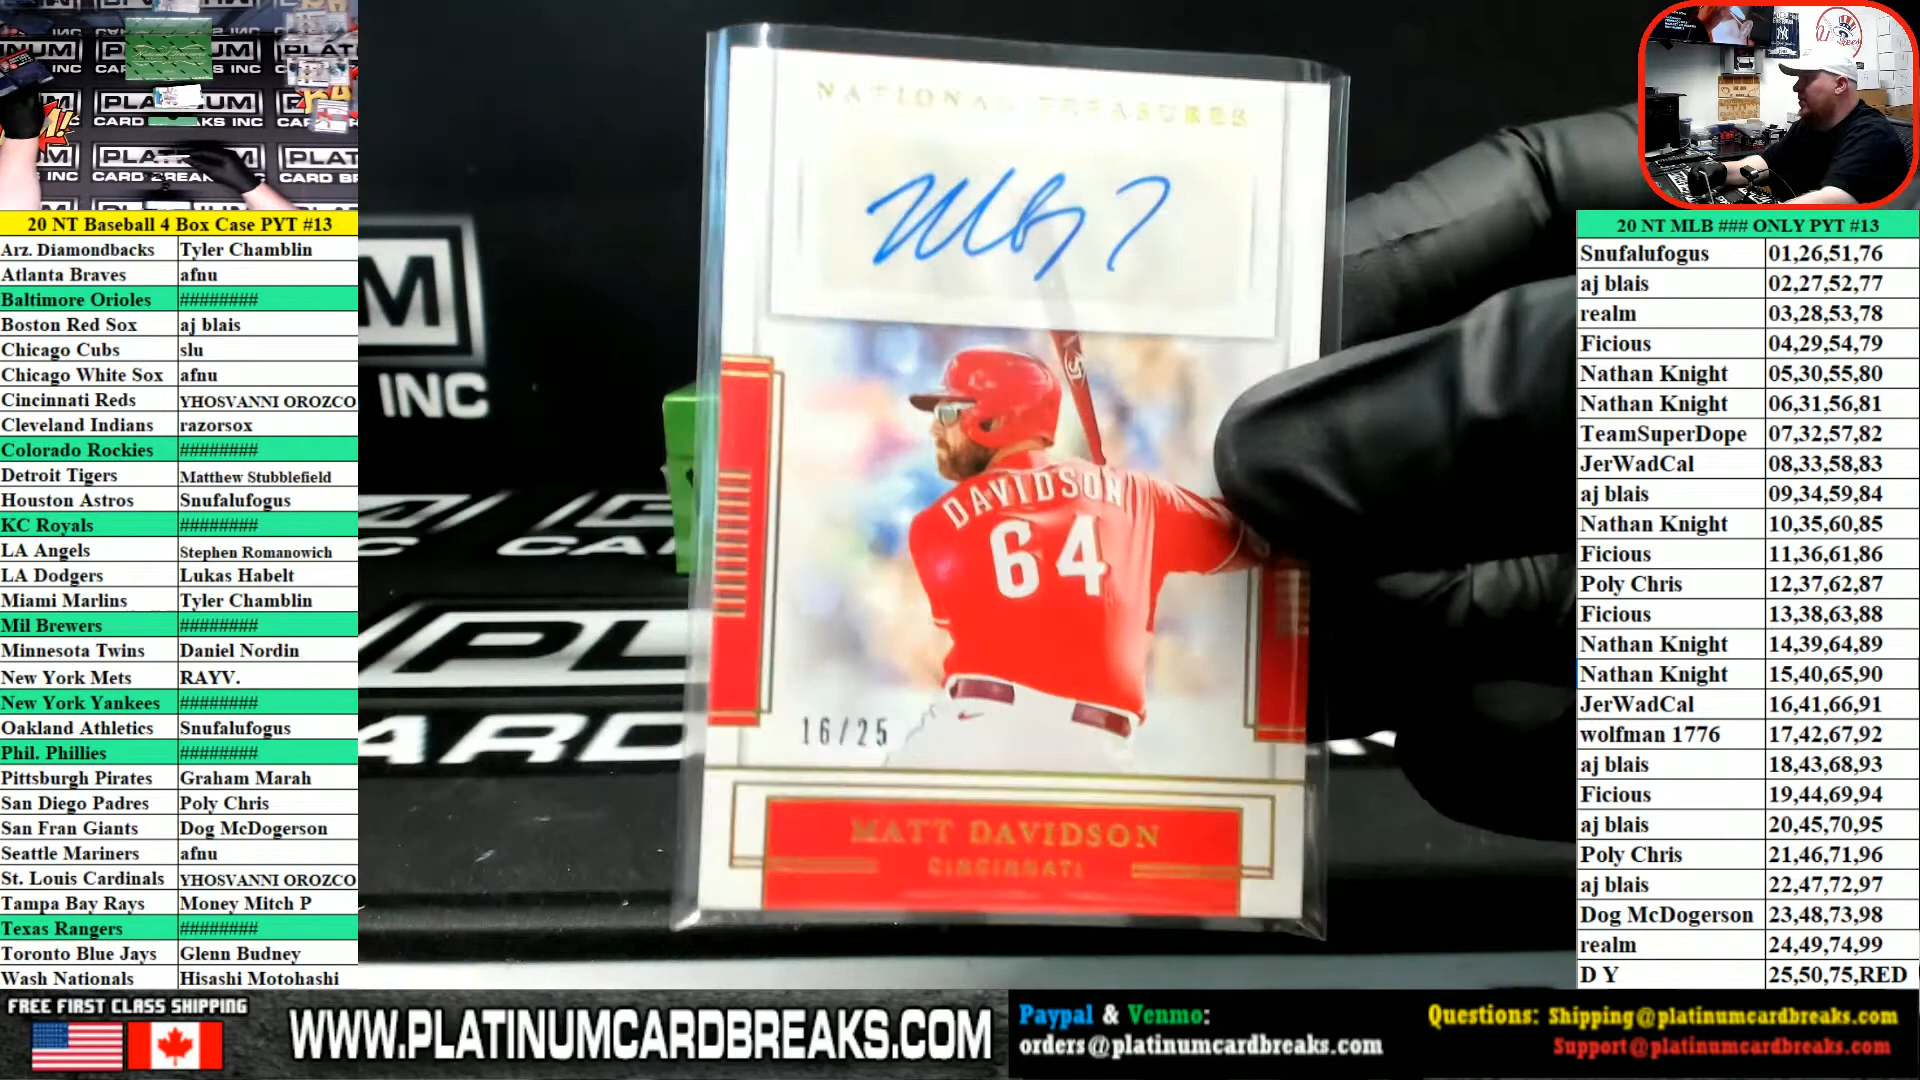 20 NT Baseball 4 Box Case PYT #13
Arz. Diamondbacks Tyler Chamblin
Atlanta Braves afnu
Baltimore Orioles ########
Boston Red Sox aj blais
Chicago Cubs slu
Chicago White Sox afnu
Cincinnati Reds YHOSVANNI OROZCO
Cleveland Indians razorsox
Colorado Rockies ########
Detroit Tigers Matthew Stubblefield
Houston Astros Snufalufogus
KC Royals ########
LA Angels Stephen Romanowich
LA Dodgers Lukas Habelt
Miami Marlins Tyler Chamblin
Mil Brewers ########
Minnesota Twins Daniel Nordin
New York Mets RAYV.
New York Yankees ########
Oakland Athletics Snufalufogus
Phil. Phillies ########
Pittsburgh Pirates Graham Marah
San Diego Padres Poly Chris
San Fran Giants Dog McDogerson
Seattle Mariners afnu
St. Louis Cardinals YHOSVANNI OROZCO
Tampa Bay Rays Money Mitch P
Texas Rangers ########
Toronto Blue Jays Glenn Budney
Wash Nationals Hisashi Motohashi
NATIONAL TREASURES
DAVIDSON
64
16/25
MATT DAVIDSON
CINCINNATI
INC
20 NT MLB ### ONLY PYT #13
Snufalufogus 01,26,51,76
aj blais 02,27,52,77
realm 03,28,53,78
Ficious 04,29,54,79
Nathan Knight 05,30,55,80
Nathan Knight 06,31,56,81
TeamSuperDope 07,32,57,82
JerWadCal 08,33,58,83
aj blais 09,34,59,84
Nathan Knight 10,35,60,85
Ficious 11,36,61,86
Poly Chris 12,37,62,87
Ficious 13,38,63,88
Nathan Knight 14,39,64,89
Nathan Knight 15,40,65,90
JerWadCal 16,41,66,91
wolfman 1776 17,42,67,92
aj blais 18,43,68,93
Ficious 19,44,69,94
aj blais 20,45,70,95
Poly Chris 21,46,71,96
aj blais 22,47,72,97
Dog McDogerson 23,48,73,98
realm 24,49,74,99
D Y 25,50,75,RED
FREE FIRST CLASS SHIPPING
WWW.PLATINUMCARDBREAKS.COM
Paypal & Venmo:
orders@platinumcardbreaks.com
Questions: Shipping@platinumcardbreaks.com
Support@platinumcardbreaks.com